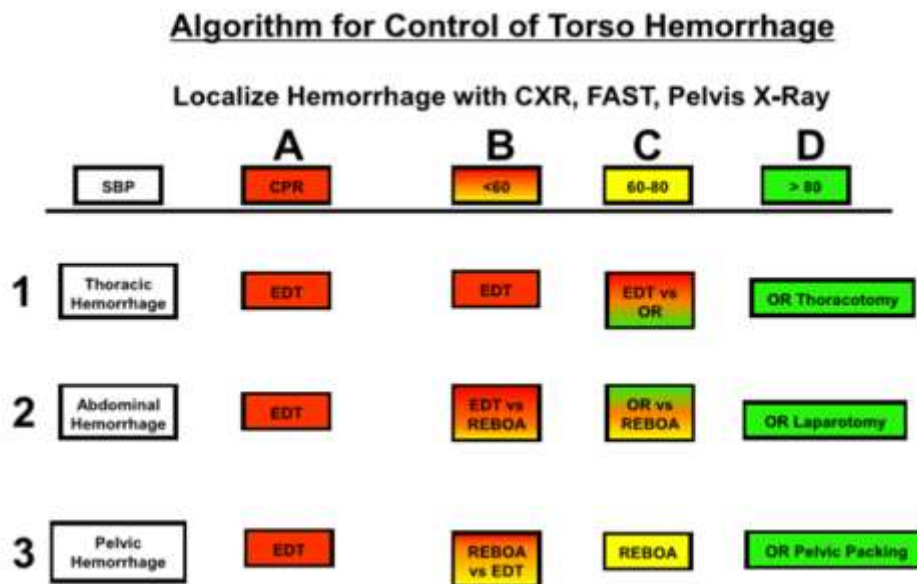 Algorithm for Control of Torso Hemorrhage
Localize Hemorrhage with CXR, FAST, Pelvis X-Ray
A B C D
SBP CPR <60 60-80 > 80
1 Thoracic Hemorrhage EDT EDT EDT vs OR OR Thoracotomy
2 Abdominal Hemorrhage EDT EDT vs REBOA OR vs REBOA OR Laparotomy
3 Pelvic Hemorrhage EDT REBOA vs EDT REBOA OR Pelvic Packing